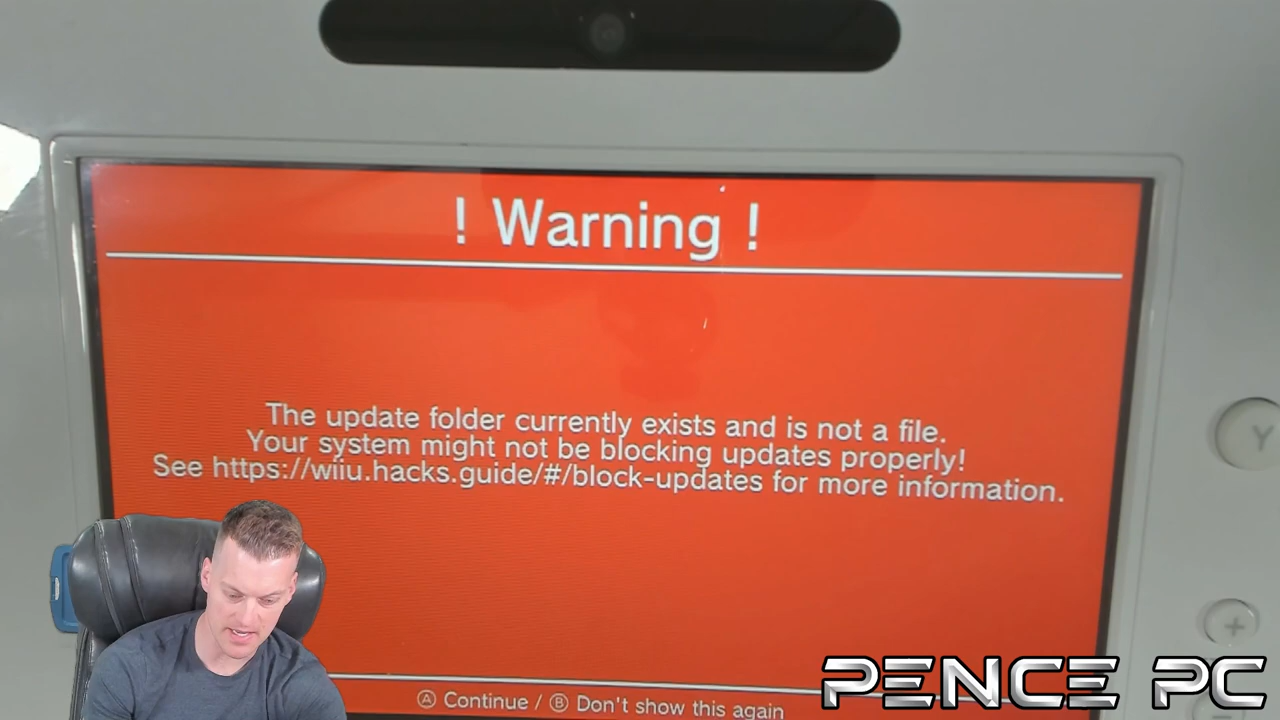 ! Warning !
The update folder currently exists and is not a file.
Your system might not be blocking updates properly!
See https://wiiu.hacks.guide/#/block-updates for more information.
Ⓐ Continue / Ⓑ Don't show this again
Y
+
PENCE PC